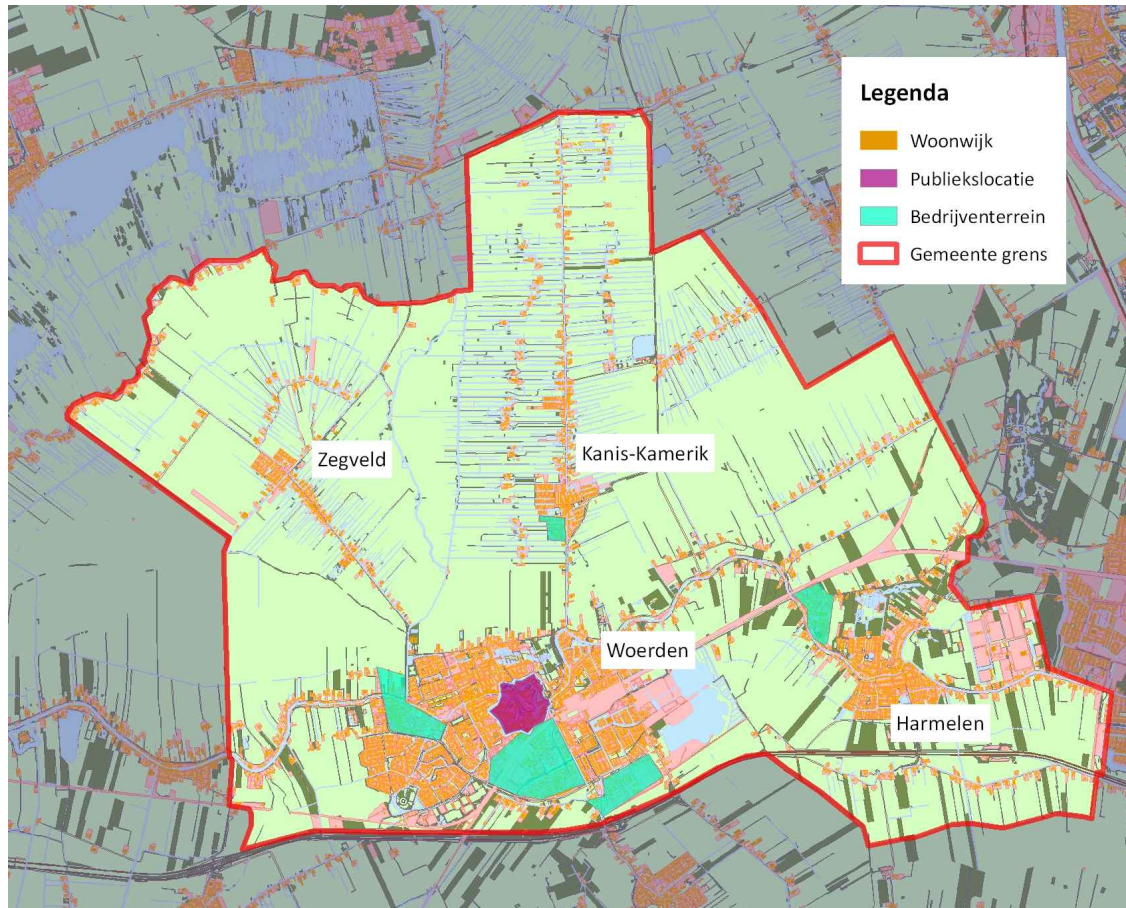 Legenda
Woonwijk
Publiekslocatie
Bedrijventerrein
Gemeente grens
Zegveld
Kanis-Kamerik
Woerden
Harmelen